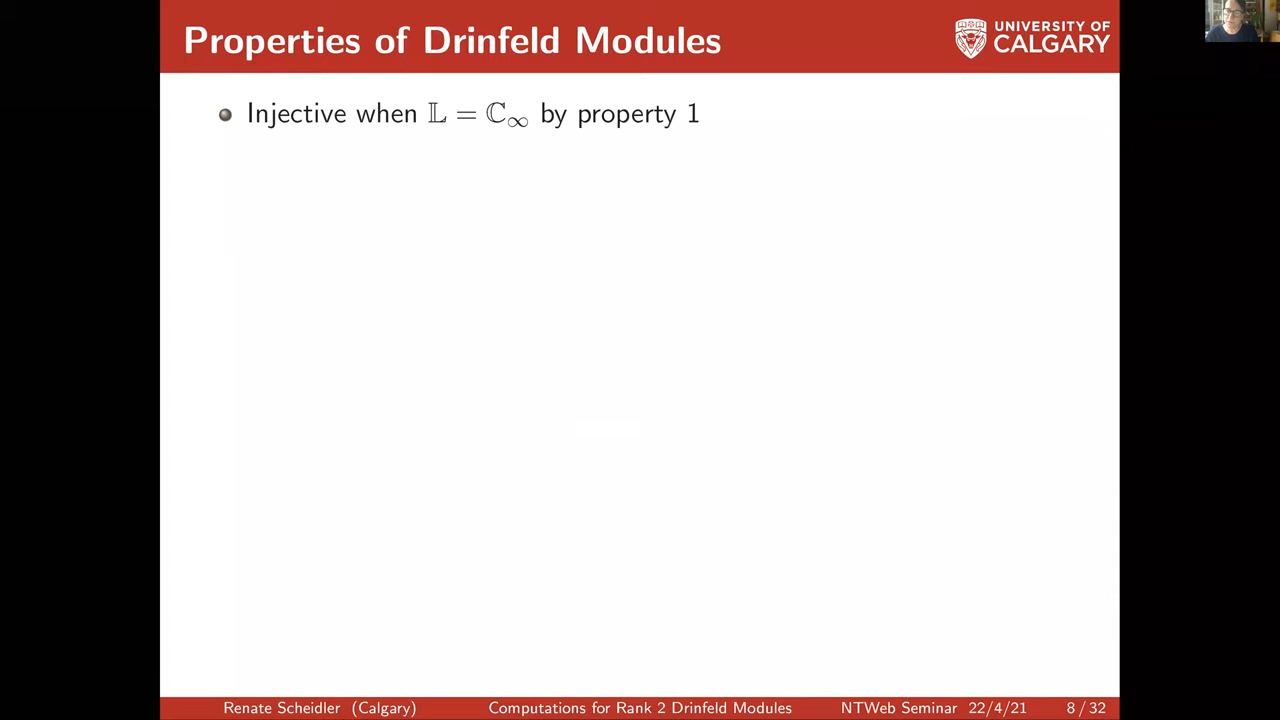 Properties of Drinfeld Modules
UNIVERSITY OF
CALGARY
Injective when 𝕃 = ℂ∞ by property 1
Renate Scheidler (Calgary) Computations for Rank 2 Drinfeld Modules NTWeb Seminar 22/4/21 8 / 32